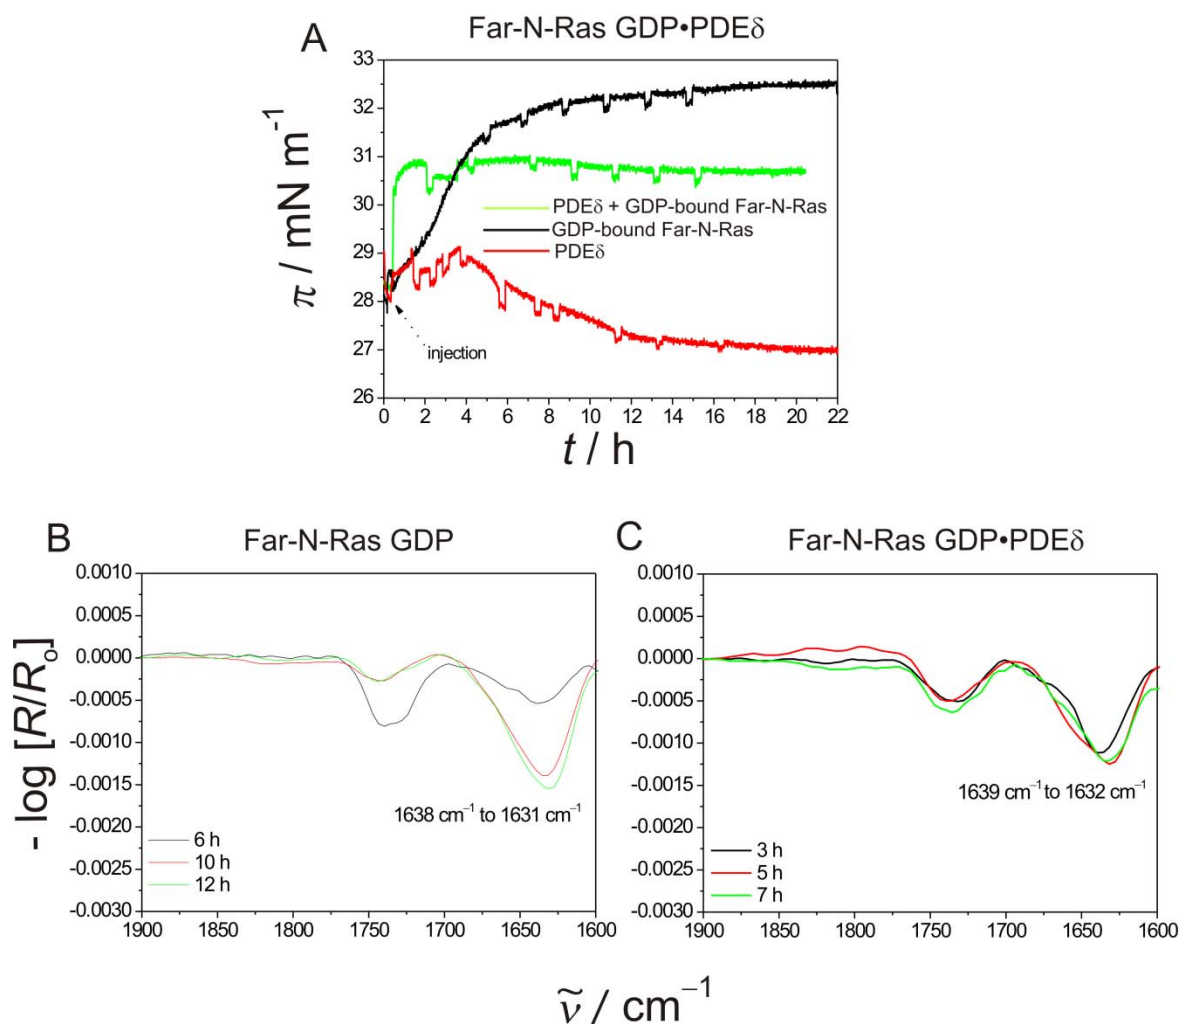 A
Far-N-Ras GDP•PDEδ
33
32
31
30
29
28
27
26
π / mN m⁻¹
PDEδ + GDP-bound Far-N-Ras
GDP-bound Far-N-Ras
PDEδ
injection
0 2 4 6 8 10 12 14 16 18 20 22
t / h
B
Far-N-Ras GDP
0.0010
0.0005
0.0000
-0.0005
-0.0010
-0.0015
-0.0020
-0.0025
-0.0030
- log [R/Rₒ]
1638 cm⁻¹ to 1631 cm⁻¹
6 h
10 h
12 h
1900 1850 1800 1750 1700 1650 1600
C
Far-N-Ras GDP•PDEδ
0.0010
0.0005
0.0000
-0.0005
-0.0010
-0.0015
-0.0020
-0.0025
-0.0030
1639 cm⁻¹ to 1632 cm⁻¹
3 h
5 h
7 h
1900 1850 1800 1750 1700 1650 1600
ν̃ / cm⁻¹